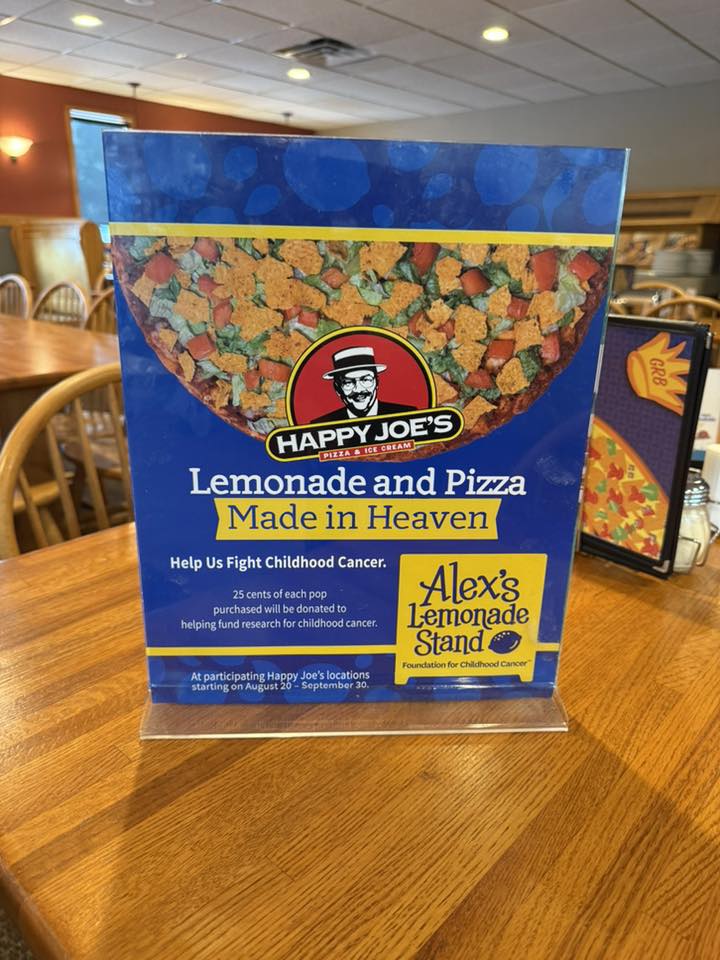 HAPPY JOE'S
PIZZA & ICE CREAM
Lemonade and Pizza
Made in Heaven
Help Us Fight Childhood Cancer.
25 cents of each pop
purchased will be donated to
helping fund research for childhood cancer.
Alex's
Lemonade
Stand
Foundation for Childhood Cancer
At participating Happy Joe's locations
starting on August 20 – September 30.
GRB